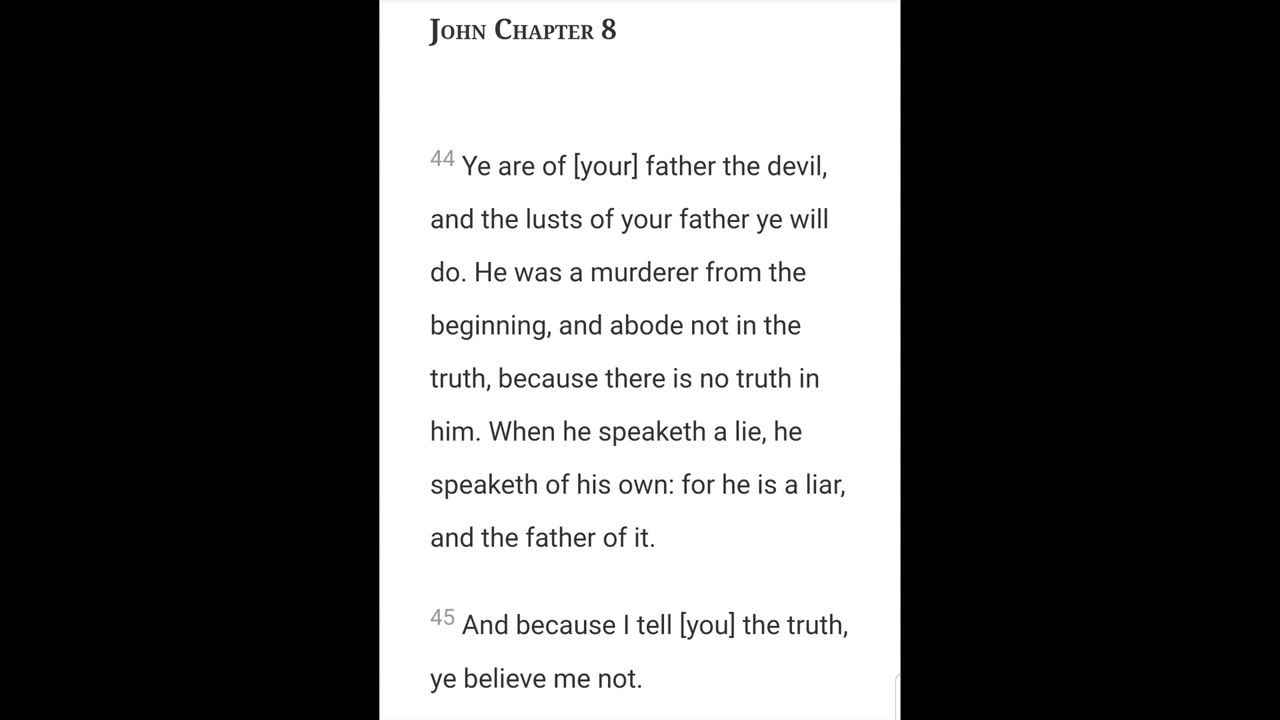 John Chapter 8
44 Ye are of [your] father the devil,
and the lusts of your father ye will
do. He was a murderer from the
beginning, and abode not in the
truth, because there is no truth in
him. When he speaketh a lie, he
speaketh of his own: for he is a liar,
and the father of it.
45 And because I tell [you] the truth,
ye believe me not.